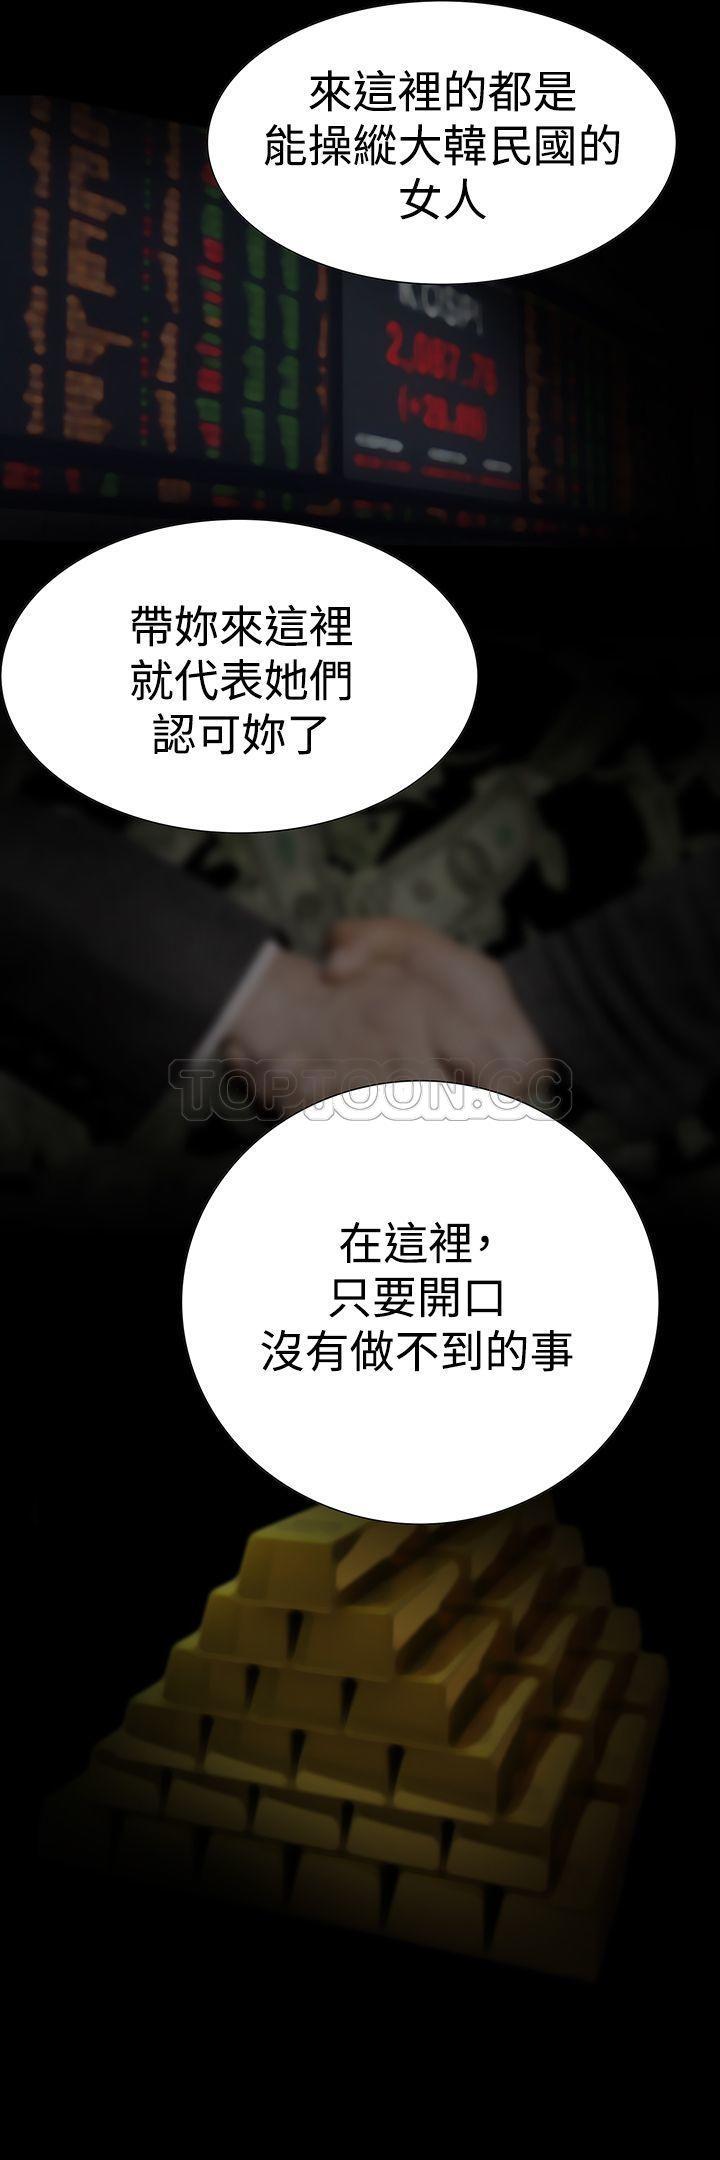 來這裡的都是
能操縱大韓民國的
女人
KOSPI
帶妳來這裡
就代表她們
認可妳了
TOPTOON.CC
在這裡，
只要開口
沒有做不到的事